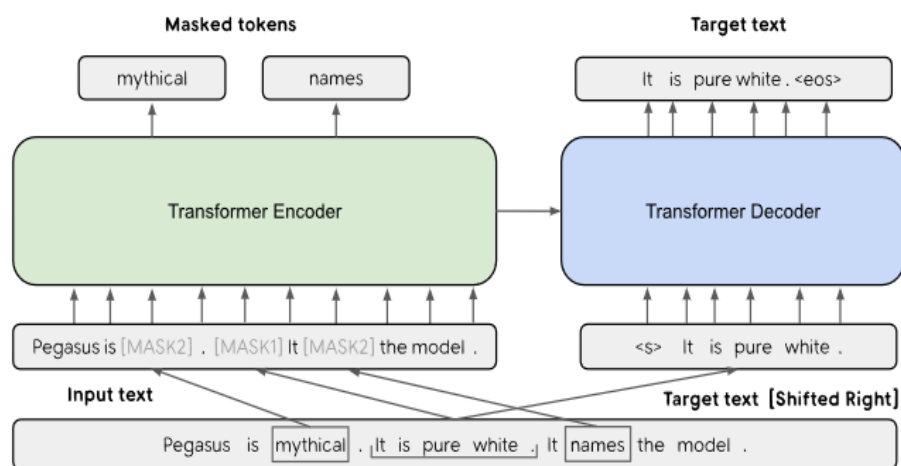 Masked tokens
Target text
mythical
names
It is pure white . <eos>
Transformer Encoder
Transformer Decoder
Pegasus is [MASK2] . [MASK1] It [MASK2] the model .
<s> It is pure white .
Input text
Target text [Shifted Right]
Pegasus is mythical . It is pure white . It names the model .